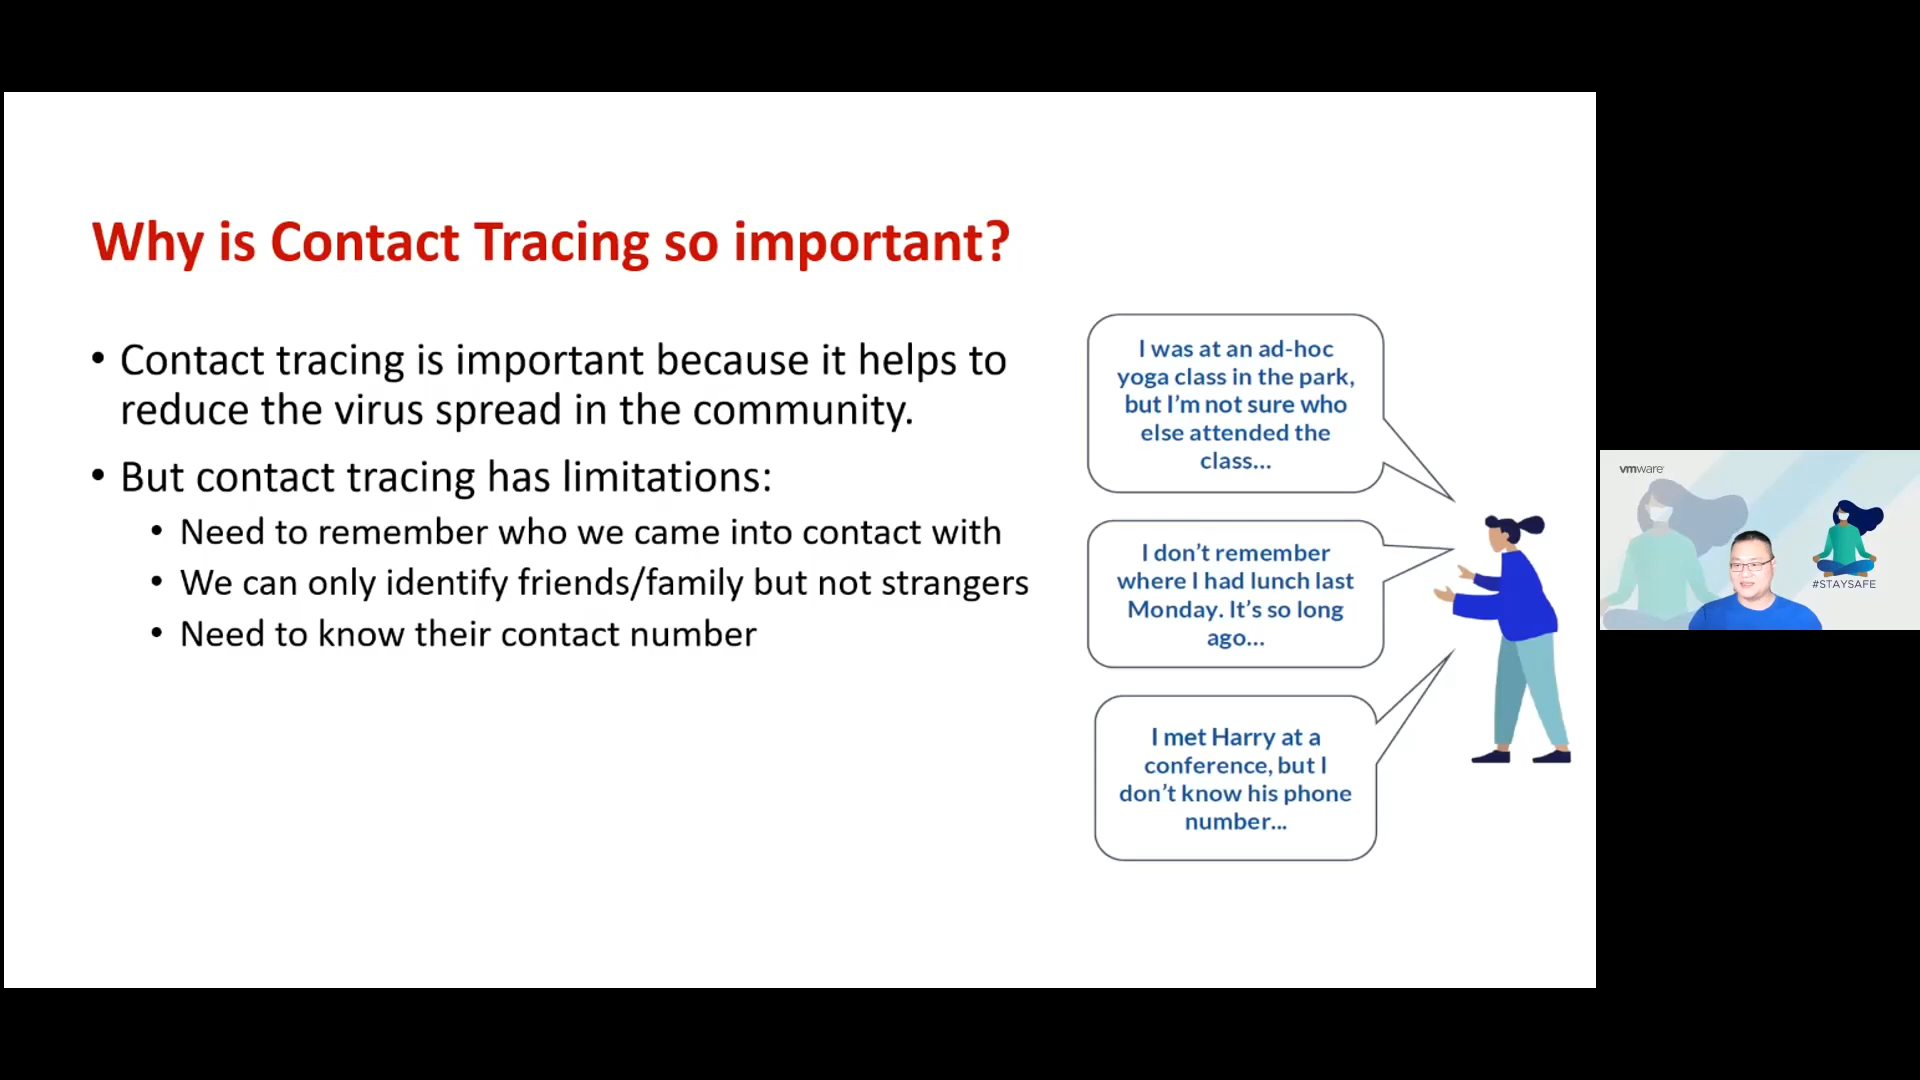 Why is Contact Tracing so important?
• Contact tracing is important because it helps to
reduce the virus spread in the community.
• But contact tracing has limitations:
• Need to remember who we came into contact with
• We can only identify friends/family but not strangers
• Need to know their contact number
I was at an ad-hoc
yoga class in the park,
but I’m not sure who
else attended the
class...
I don’t remember
where I had lunch last
Monday. It’s so long
ago...
I met Harry at a
conference, but I
don’t know his phone
number...
vmware
#STAYSAFE